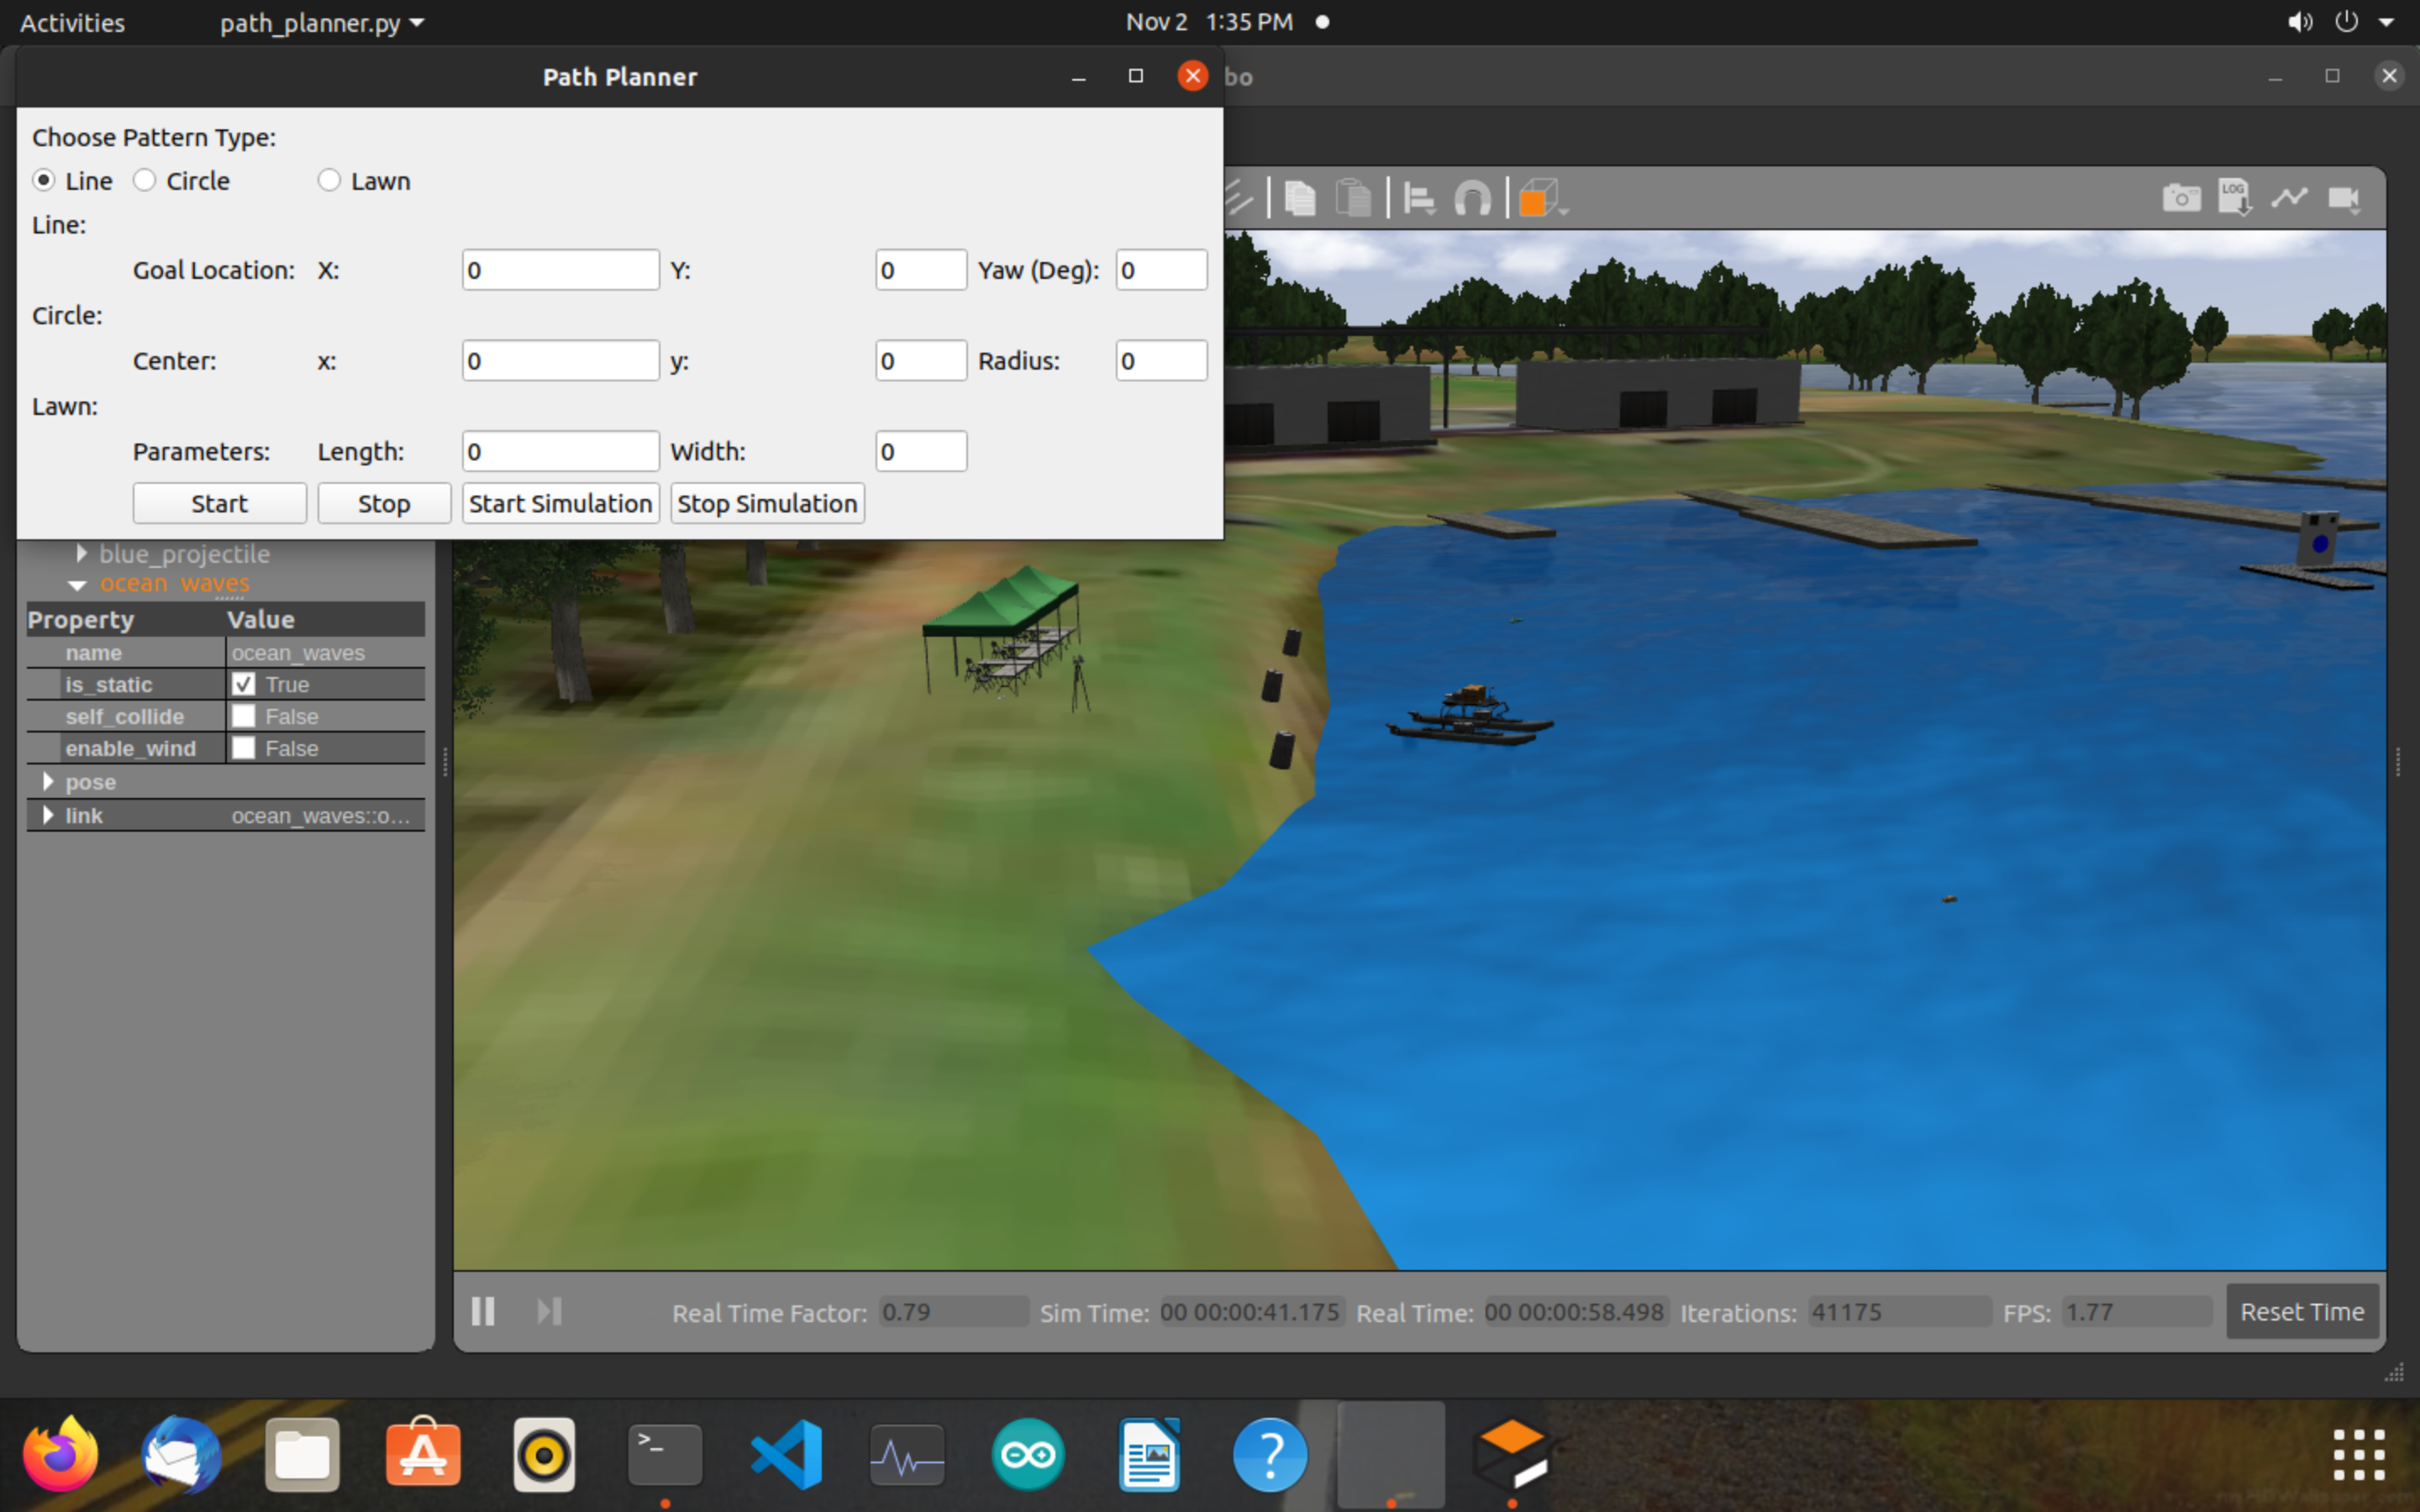 Activities path_planner.py Nov 2 1:35 PM
Path Planner
bo
Choose Pattern Type:
Line Circle Lawn
Line:
Goal Location: X: 0 Y: 0 Yaw (Deg): 0
Circle:
Center: x: 0 y: 0 Radius: 0
Lawn:
Parameters: Length: 0 Width: 0
Start Stop Start Simulation Stop Simulation
LOG
blue_projectile
ocean_waves
Property Value
name ocean_waves
is_static True
self_collide False
enable_wind False
pose
link ocean_waves::o...
Real Time Factor: 0.79 Sim Time: 00 00:00:41.175 Real Time: 00 00:00:58.498 Iterations: 41175 FPS: 1.77 Reset Time